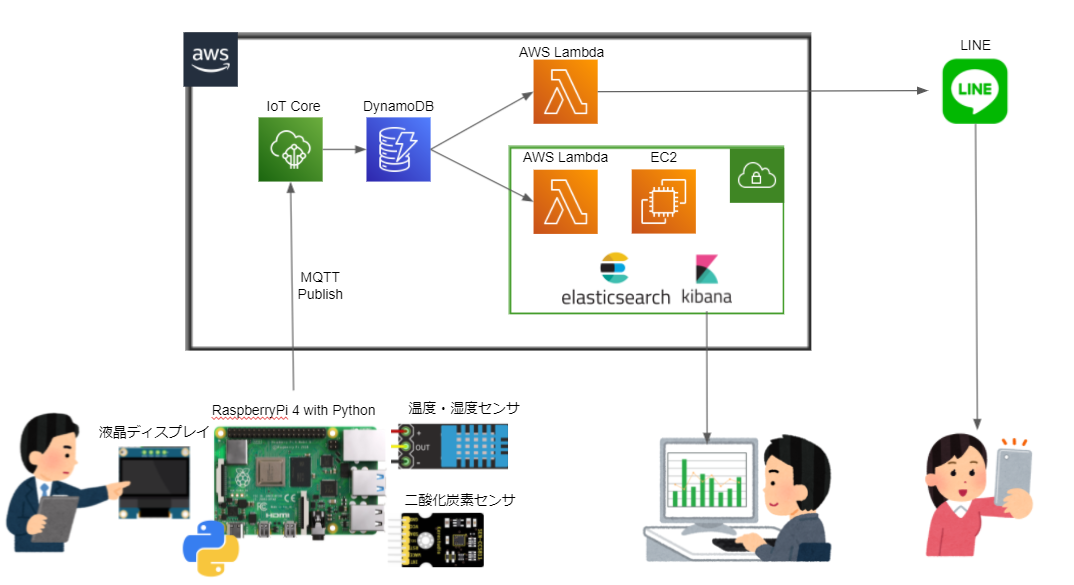 aws
AWS Lambda
LINE
LINE
IoT Core
DynamoDB
AWS Lambda
EC2
MQTT
Publish
elasticsearch
kibana
RaspberryPi 4 with Python
温度・湿度センサ
液晶ディスプレイ
OUT
二酸化炭素センサ
HDMI